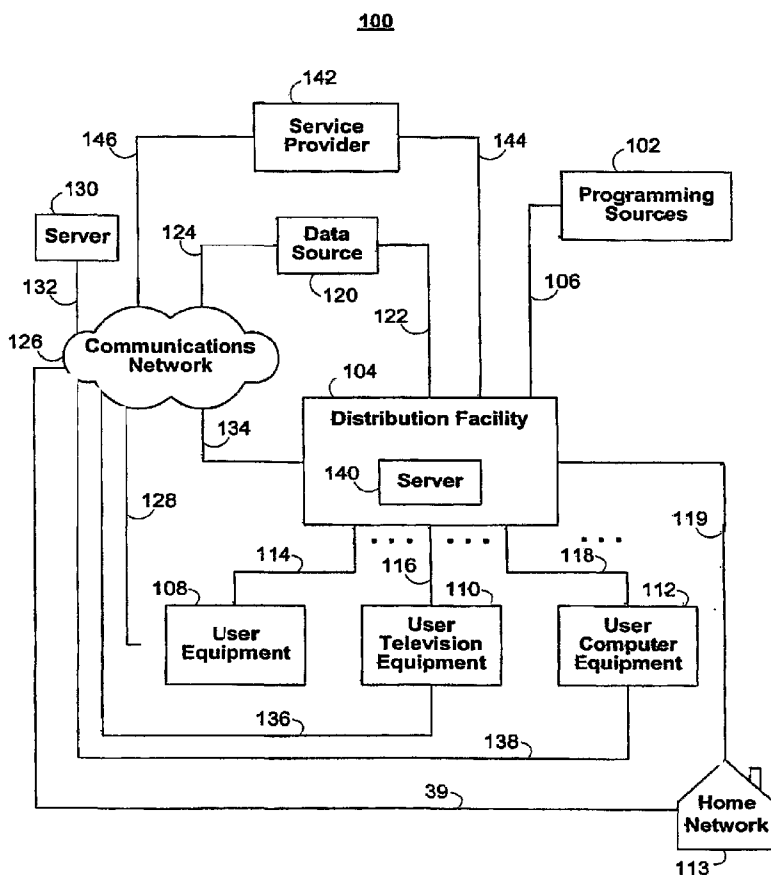 100
142
Service
Provider
146
144
102
Programming
Sources
130
Server
124
Data
Source
120
132
106
122
126
Communications
Network
104
Distribution Facility
134
140
Server
128
119
114
116
118
108
110
112
User
Equipment
User
Television
Equipment
User
Computer
Equipment
136
138
39
Home
Network
113